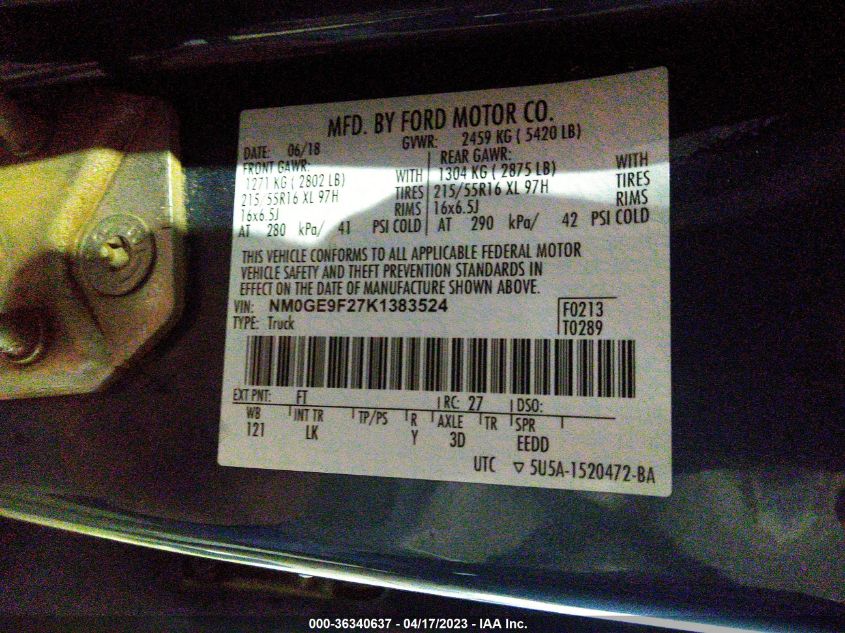 MFD. BY FORD MOTOR CO.
DATE: 06/18 GVWR: 2459 KG ( 5420 LB)
FRONT GAWR: REAR GAWR:
1271 KG ( 2802 LB) WITH 1304 KG ( 2875 LB) WITH
215/55R16 XL 97H TIRES 215/55R16 XL 97H TIRES
16x6.5J RIMS 16x6.5J RIMS
AT 280 kPa/ 41 PSI COLD AT 290 kPa/ 42 PSI COLD
THIS VEHICLE CONFORMS TO ALL APPLICABLE FEDERAL MOTOR
VEHICLE SAFETY AND THEFT PREVENTION STANDARDS IN
EFFECT ON THE DATE OF MANUFACTURE SHOWN ABOVE.
VIN: NM0GE9F27K1383524 F0213
TYPE: Truck T0289
EXT PNT: FT RC: 27 DSO:
WB INT TR TP/PS R AXLE TR SPR
121 LK Y 3D EEDD
UTC ▽ 5U5A-1520472-BA
000-36340637 - 04/17/2023 - IAA Inc.